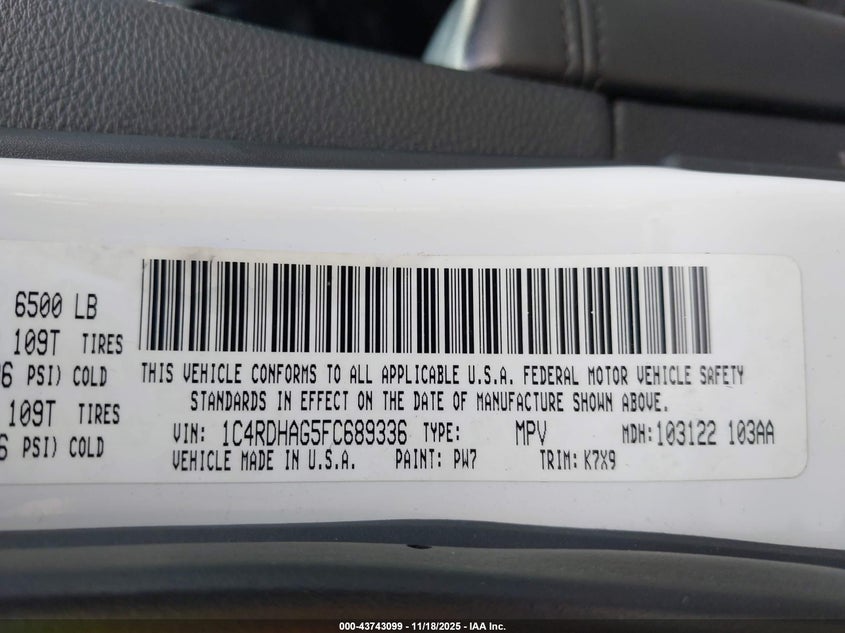 6500 LB
109T TIRES
6 PSI) COLD
109T TIRES
6 PSI) COLD
THIS VEHICLE CONFORMS TO ALL APPLICABLE U.S.A. FEDERAL MOTOR VEHICLE SAFETY
STANDARDS IN EFFECT ON THE DATE OF MANUFACTURE SHOWN ABOVE.
VIN: 1C4RDHAG5FC689336 TYPE: MPV MDH:103122 103AA
VEHICLE MADE IN U.S.A. PAINT: PW7 TRIM: K7X9
000-43743099 — 11/18/2025 — IAA Inc.